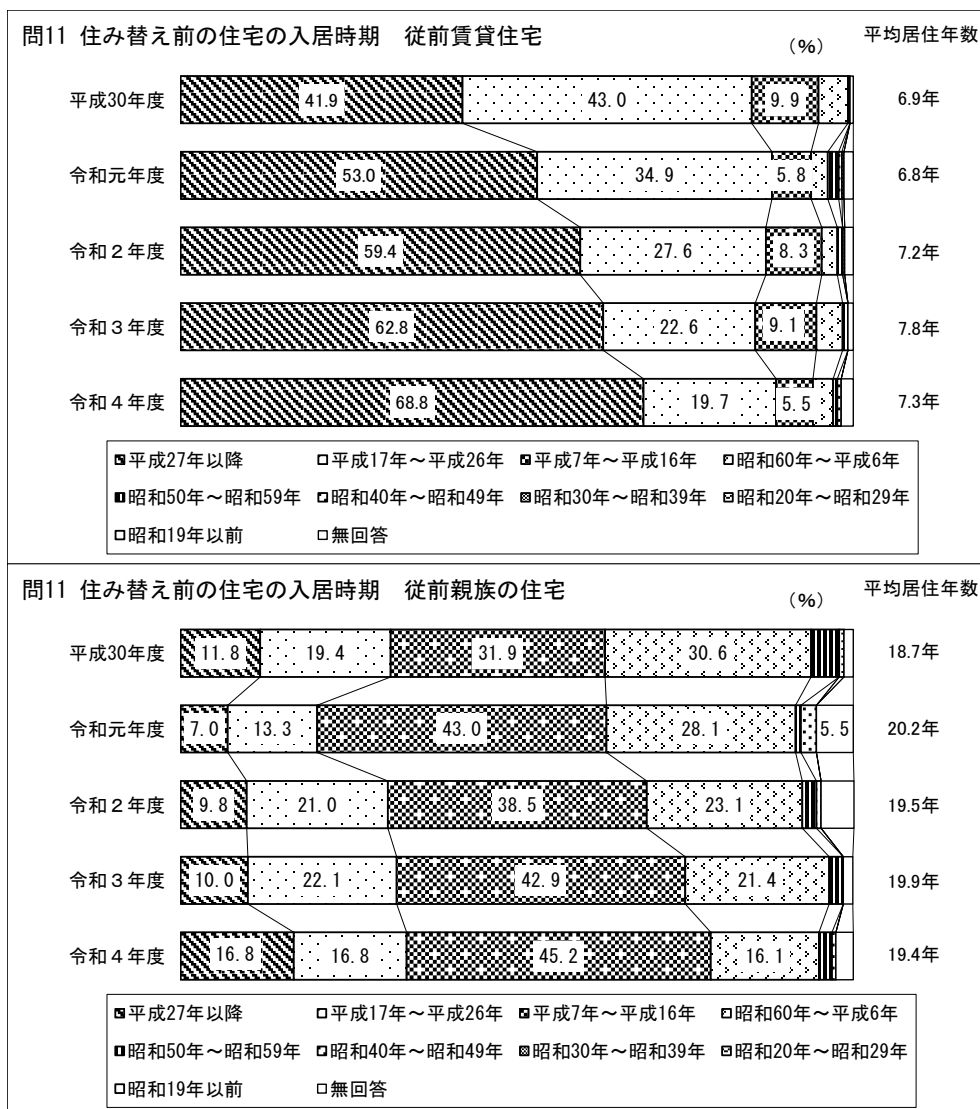 問11 住み替え前の住宅の入居時期　従前賃貸住宅
（%）
平均居住年数
平成30年度 41.9 43.0 9.9 6.9年
令和元年度 53.0 34.9 5.8 6.8年
令和２年度 59.4 27.6 8.3 7.2年
令和３年度 62.8 22.6 9.1 7.8年
令和４年度 68.8 19.7 5.5 7.3年
平成27年以降 平成17年～平成26年 平成7年～平成16年 昭和60年～平成6年
昭和50年～昭和59年 昭和40年～昭和49年 昭和30年～昭和39年 昭和20年～昭和29年
昭和19年以前 無回答
問11 住み替え前の住宅の入居時期　従前親族の住宅
（%）
平均居住年数
平成30年度 11.8 19.4 31.9 30.6 18.7年
令和元年度 7.0 13.3 43.0 28.1 5.5 20.2年
令和２年度 9.8 21.0 38.5 23.1 19.5年
令和３年度 10.0 22.1 42.9 21.4 19.9年
令和４年度 16.8 16.8 45.2 16.1 19.4年
平成27年以降 平成17年～平成26年 平成7年～平成16年 昭和60年～平成6年
昭和50年～昭和59年 昭和40年～昭和49年 昭和30年～昭和39年 昭和20年～昭和29年
昭和19年以前 無回答